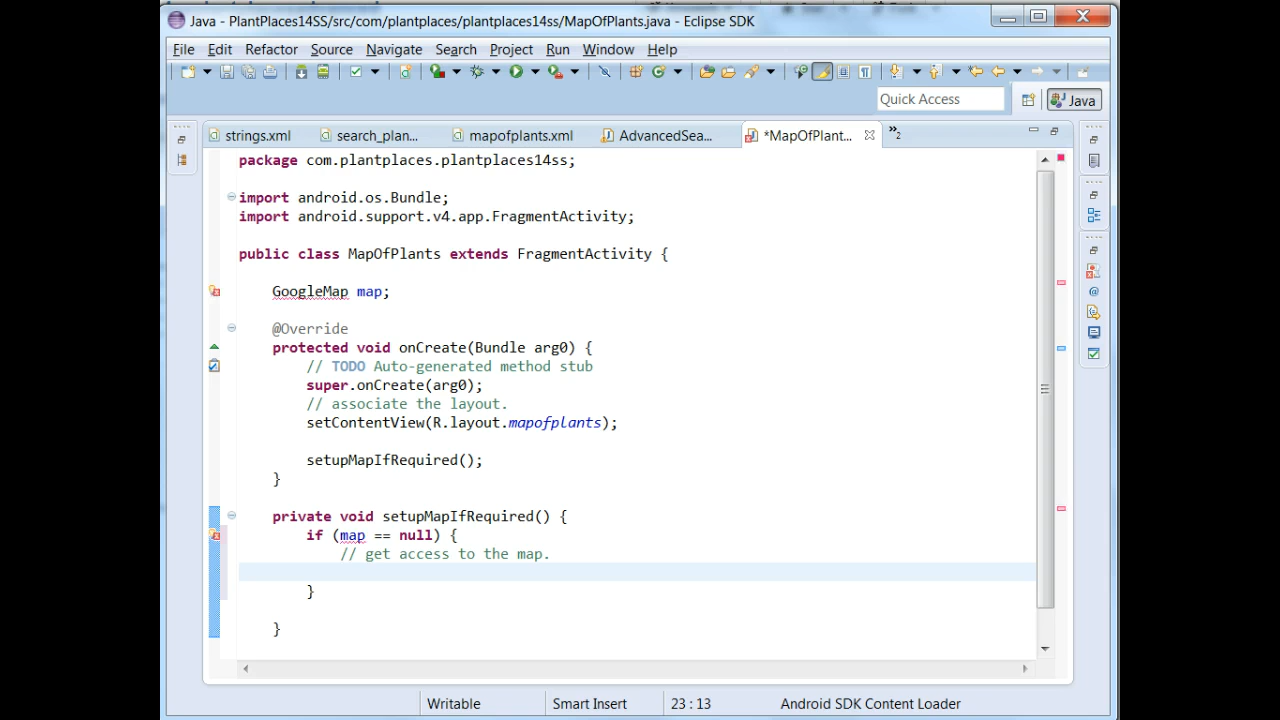 Java - PlantPlaces14SS/src/com/plantplaces/plantplaces14ss/MapOfPlants.java - Eclipse SDK
File Edit Refactor Source Navigate Search Project Run Window Help
Quick Access
Java
strings.xml search_plan... mapofplants.xml AdvancedSea... *MapOfPlant... »2
package com.plantplaces.plantplaces14ss;
import android.os.Bundle;
import android.support.v4.app.FragmentActivity;
public class MapOfPlants extends FragmentActivity {
GoogleMap map;
@Override
protected void onCreate(Bundle arg0) {
// TODO Auto-generated method stub
super.onCreate(arg0);
// associate the layout.
setContentView(R.layout.mapofplants);
setupMapIfRequired();
}
private void setupMapIfRequired() {
if (map == null) {
// get access to the map.
}
}
Writable Smart Insert 23 : 13 Android SDK Content Loader